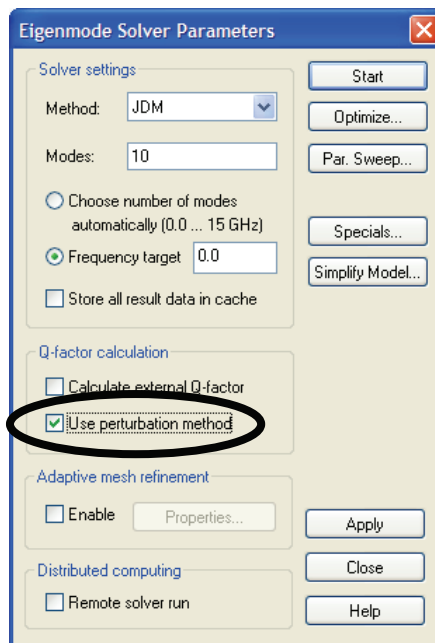 Eigenmode Solver Parameters
Solver settings
Method: JDM
Modes: 10
Choose number of modes
automatically (0.0 ... 15 GHz)
Frequency target 0.0
Store all result data in cache
Start
Optimize...
Par. Sweep...
Specials...
Simplify Model...
Q-factor calculation
Calculate external Q-factor
Use perturbation method
Adaptive mesh refinement
Enable Properties...
Distributed computing
Remote solver run
Apply
Close
Help